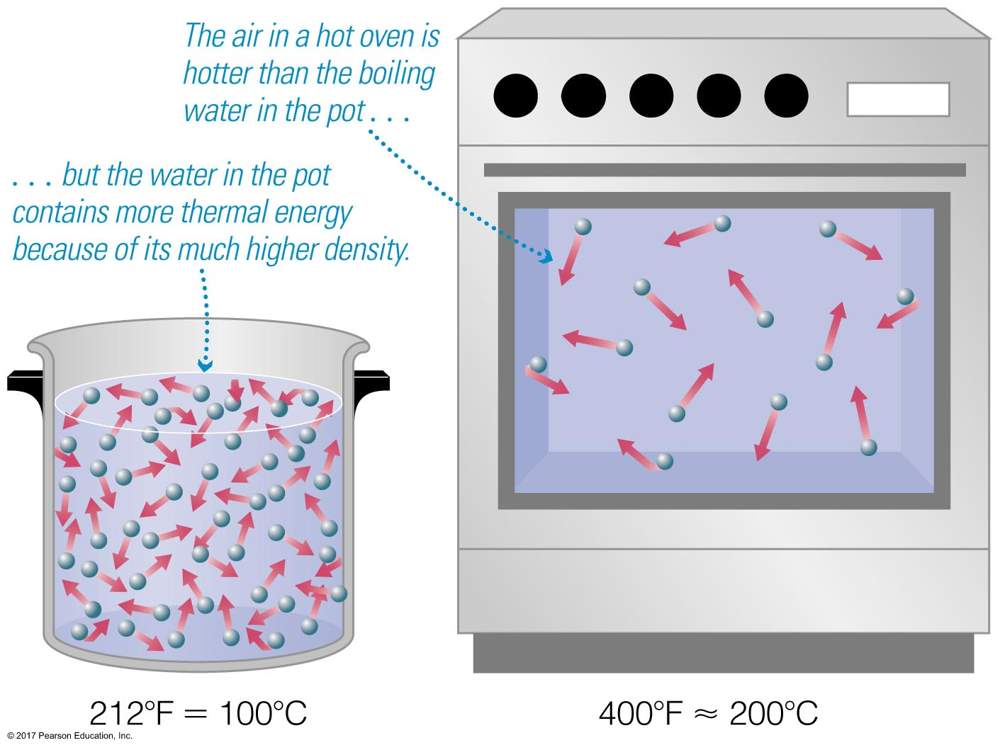 The air in a hot oven is
hotter than the boiling
water in the pot . . .
. . . but the water in the pot
contains more thermal energy
because of its much higher density.
212°F = 100°C
400°F ≈ 200°C
© 2017 Pearson Education, Inc.